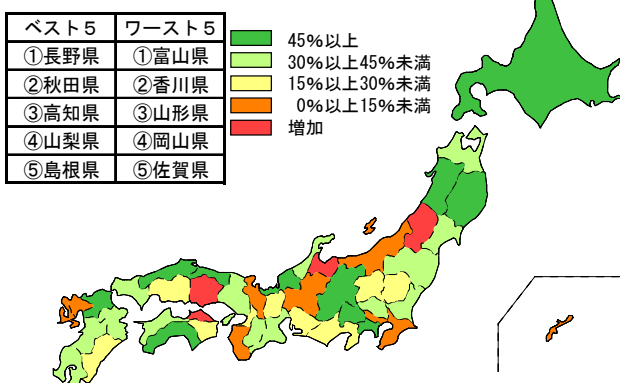 ベスト5 ワースト5
①長野県 ①富山県
②秋田県 ②香川県
③高知県 ③山形県
④山梨県 ④岡山県
⑤島根県 ⑤佐賀県
45%以上
30%以上45%未満
15%以上30%未満
0%以上15%未満
増加